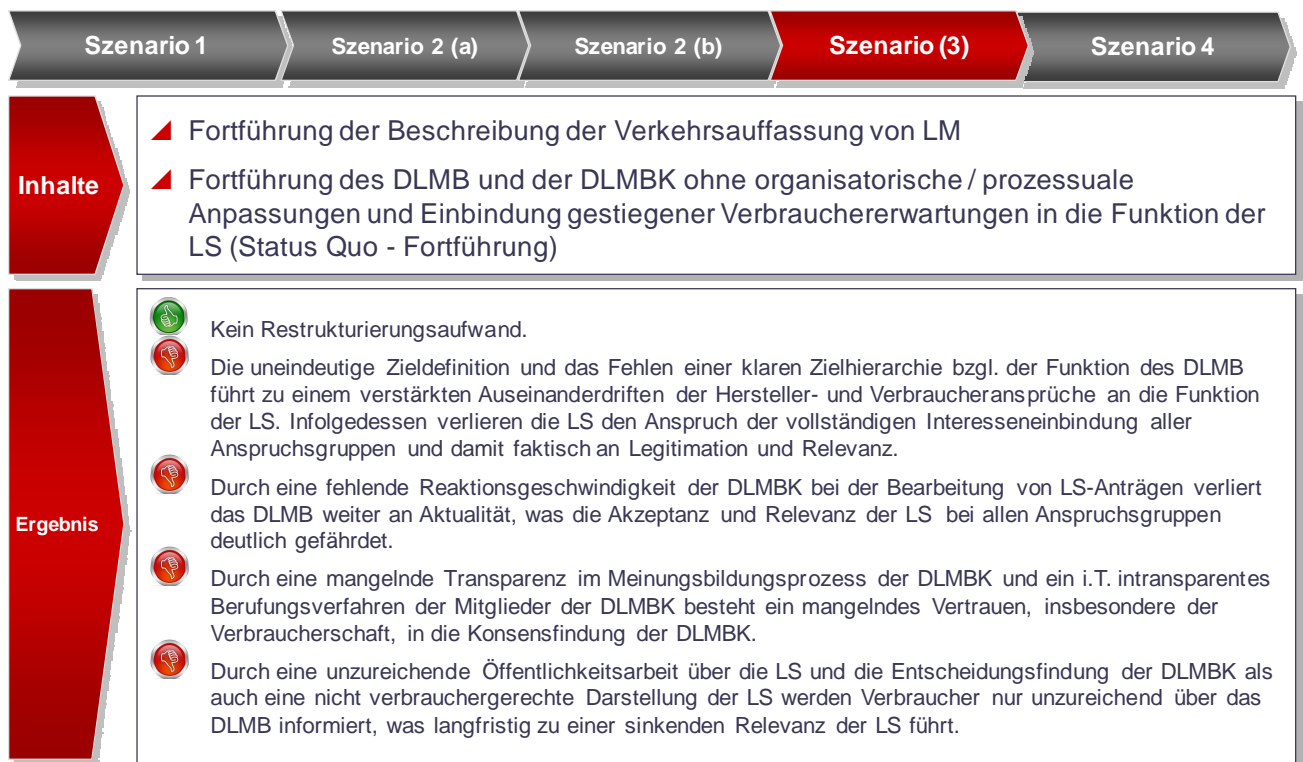 Szenario 1
Szenario 2 (a)
Szenario 2 (b)
Szenario (3)
Szenario 4
Inhalte
Fortführung der Beschreibung der Verkehrsauffassung von LM
Fortführung des DLMB und der DLMBK ohne organisatorische / prozessuale
Anpassungen und Einbindung gestiegener Verbrauchererwartungen in die Funktion der
LS (Status Quo - Fortführung)
Ergebnis
Kein Restrukturierungsaufwand.
Die uneindeutige Zieldefinition und das Fehlen einer klaren Zielhierarchie bzgl. der Funktion des DLMB
führt zu einem verstärkten Auseinanderdriften der Hersteller- und Verbraucheransprüche an die Funktion
der LS. Infolgedessen verlieren die LS den Anspruch der vollständigen Interesseneinbindung aller
Anspruchsgruppen und damit faktisch an Legitimation und Relevanz.
Durch eine fehlende Reaktionsgeschwindigkeit der DLMBK bei der Bearbeitung von LS-Anträgen verliert
das DLMB weiter an Aktualität, was die Akzeptanz und Relevanz der LS bei allen Anspruchsgruppen
deutlich gefährdet.
Durch eine mangelnde Transparenz im Meinungsbildungsprozess der DLMBK und ein i.T. intransparentes
Berufungsverfahren der Mitglieder der DLMBK besteht ein mangelndes Vertrauen, insbesondere der
Verbraucherschaft, in die Konsensfindung der DLMBK.
Durch eine unzureichende Öffentlichkeitsarbeit über die LS und die Entscheidungsfindung der DLMBK als
auch eine nicht verbrauchergerechte Darstellung der LS werden Verbraucher nur unzureichend über das
DLMB informiert, was langfristig zu einer sinkenden Relevanz der LS führt.